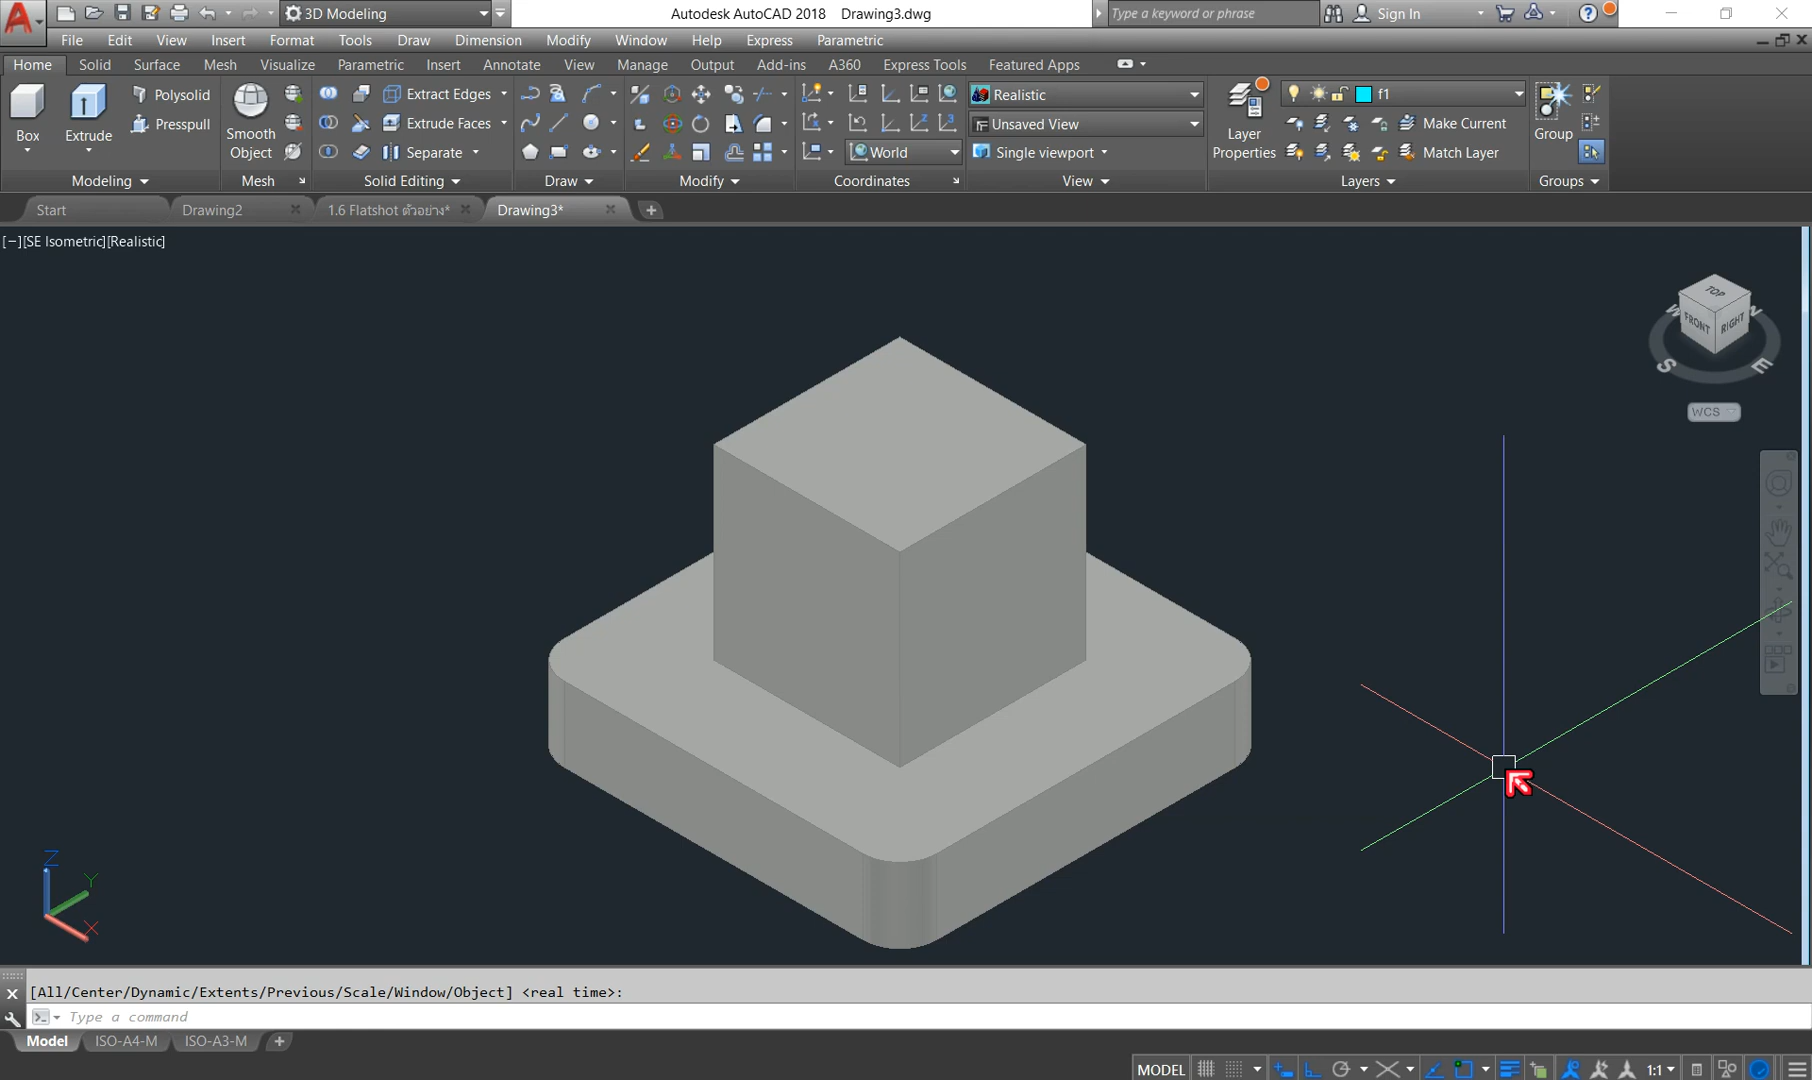 3D Modeling
Autodesk AutoCAD 2018 Drawing3.dwg
Type a keyword or phrase
Sign In
File Edit View Insert Format Tools Draw Dimension Modify Window Help Express Parametric
Home Solid Surface Mesh Visualize Parametric Insert Annotate View Manage Output Add-ins A360 Express Tools Featured Apps
Box
Extrude
Polysolid
Presspull
Smooth
Object
Extract Edges
Extrude Faces
Separate
World
Realistic
Unsaved View
Single viewport
Layer
Properties
f1
Make Current
Match Layer
Group
Modeling Mesh Solid Editing Draw Modify Coordinates View Layers Groups
Start Drawing2 1.6 Flatshot ตัวอย่าง* Drawing3*
[−][SE Isometric][Realistic]
TOP
FRONT RIGHT
W N
S E
WCS
Z
Y
X
[All/Center/Dynamic/Extents/Previous/Scale/Window/Object] <real time>:
Type a command
Model ISO-A4-M ISO-A3-M
MODEL 1:1